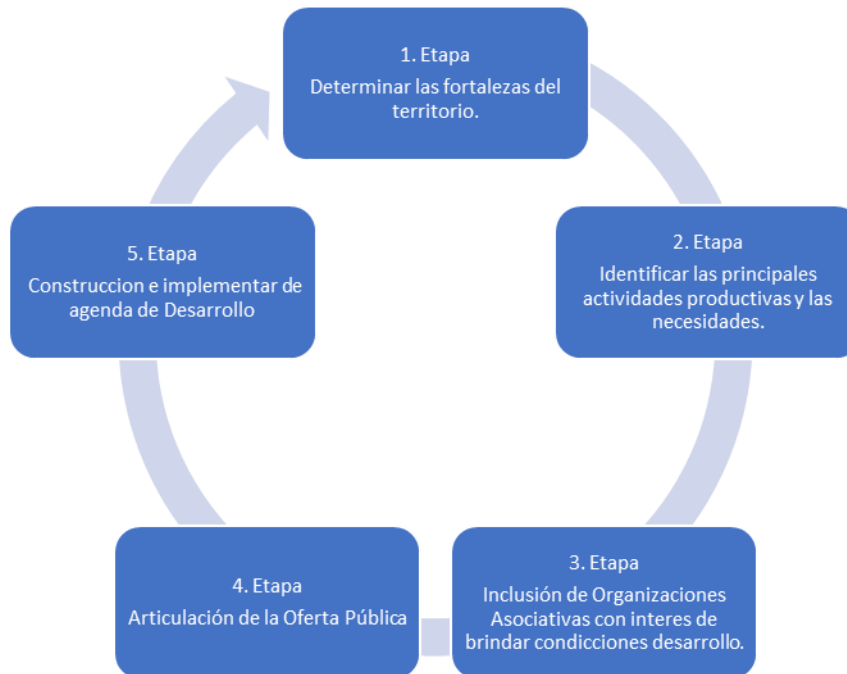 1. Etapa
Determinar las fortalezas del
territorio.
2. Etapa
Identificar las principales
actividades productivas y las
necesidades.
3. Etapa
Inclusión de Organizaciones
Asociativas con interes de
brindar condicciones desarrollo.
4. Etapa
Articulación de la Oferta Pública
5. Etapa
Construccion e implementar de
agenda de Desarrollo